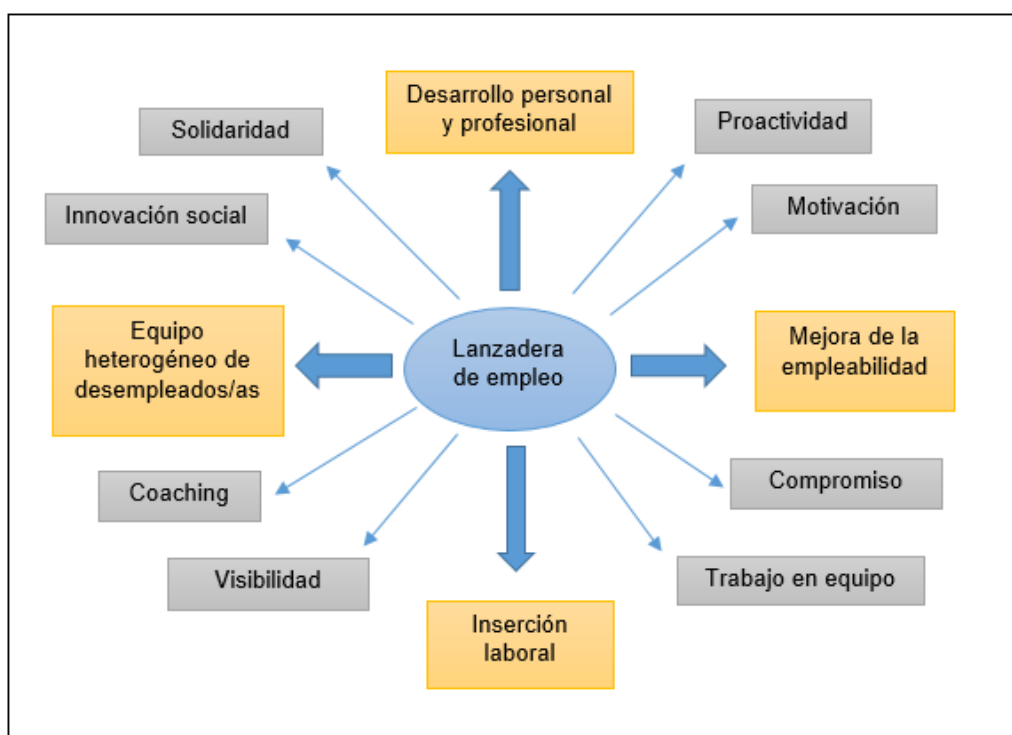 Desarrollo personal
y profesional
Solidaridad
Proactividad
Innovación social
Motivación
Equipo
heterogéneo de
desempleados/as
Lanzadera
de empleo
Mejora de la
empleabilidad
Coaching
Compromiso
Visibilidad
Trabajo en equipo
Inserción
laboral